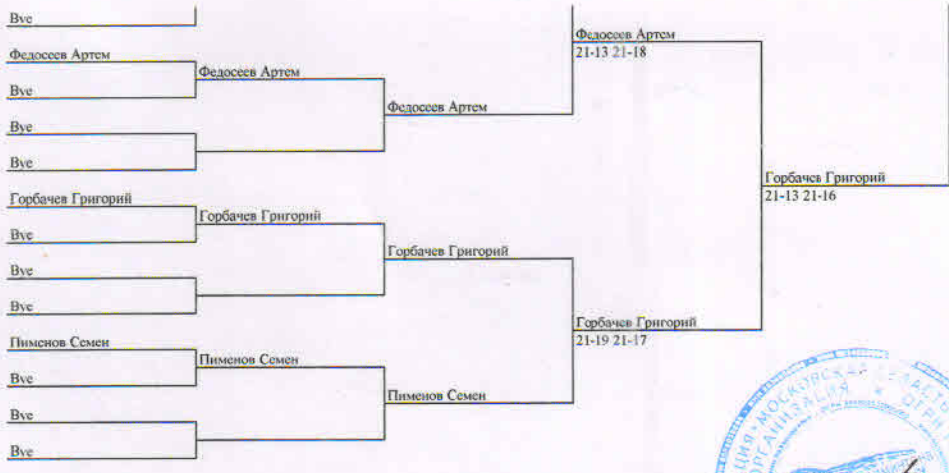 Bye
Федосеев Артем
Bye
Bye
Bye
Горбачев Григорий
Bye
Bye
Bye
Пименов Семен
Bye
Bye
Bye
Федосеев Артем
Горбачев Григорий
Пименов Семен
Федосеев Артем
Горбачев Григорий
Пименов Семен
Федосеев Артем
21-13 21-18
Горбачев Григорий
21-19 21-17
Горбачев Григорий
21-13 21-16
МОСКОВСКАЯ
ОРГАНИЗАЦИЯ